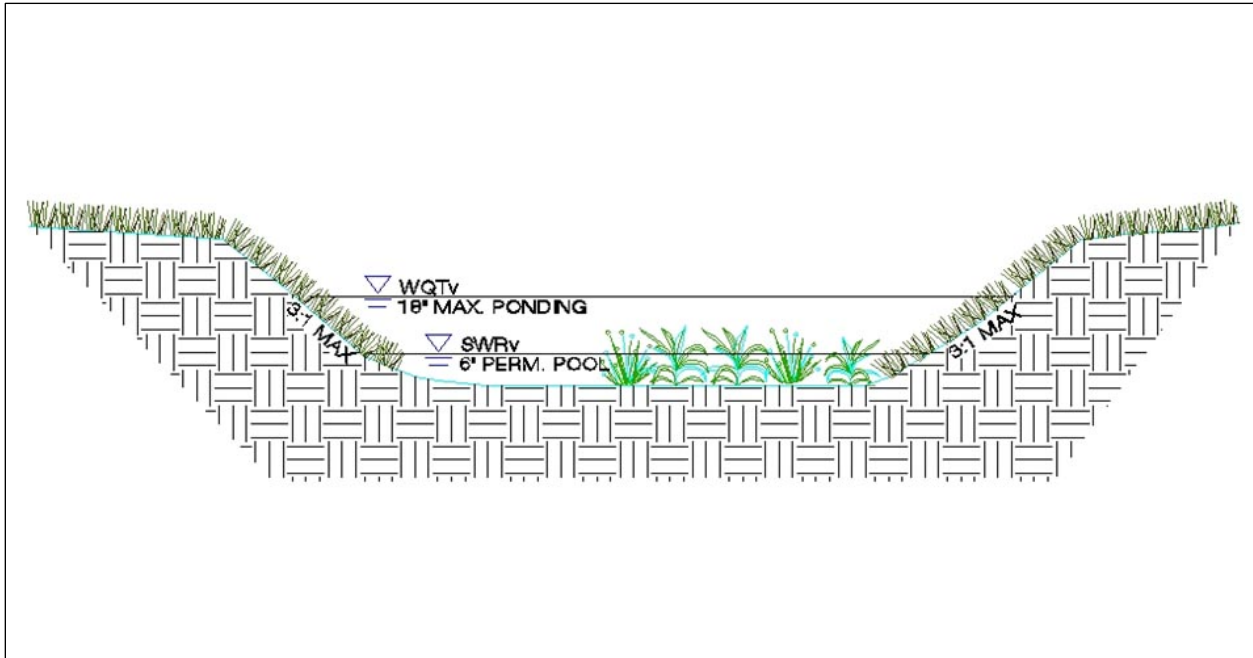 WQTv
18" MAX. PONDING
3:1 MAX
3:1 MAX
SWRv
6" PERM. POOL